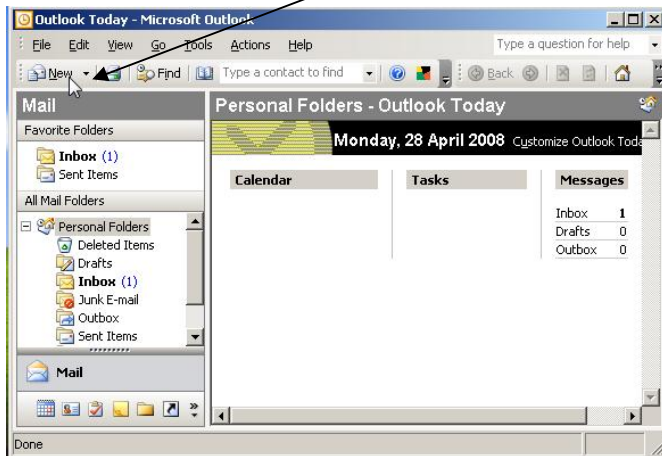 Outlook Today - Microsoft Outlook
File Edit View Go Tools Actions Help Type a question for help
New Find Type a contact to find Back
Mail
Personal Folders - Outlook Today
Favorite Folders
Monday, 28 April 2008 Customize Outlook Toda
Inbox (1)
Sent Items
Calendar Tasks Messages
All Mail Folders
Inbox 1
Personal Folders
Drafts 0
Deleted Items
Outbox 0
Drafts
Inbox (1)
Junk E-mail
Outbox
Sent Items
Mail
Done